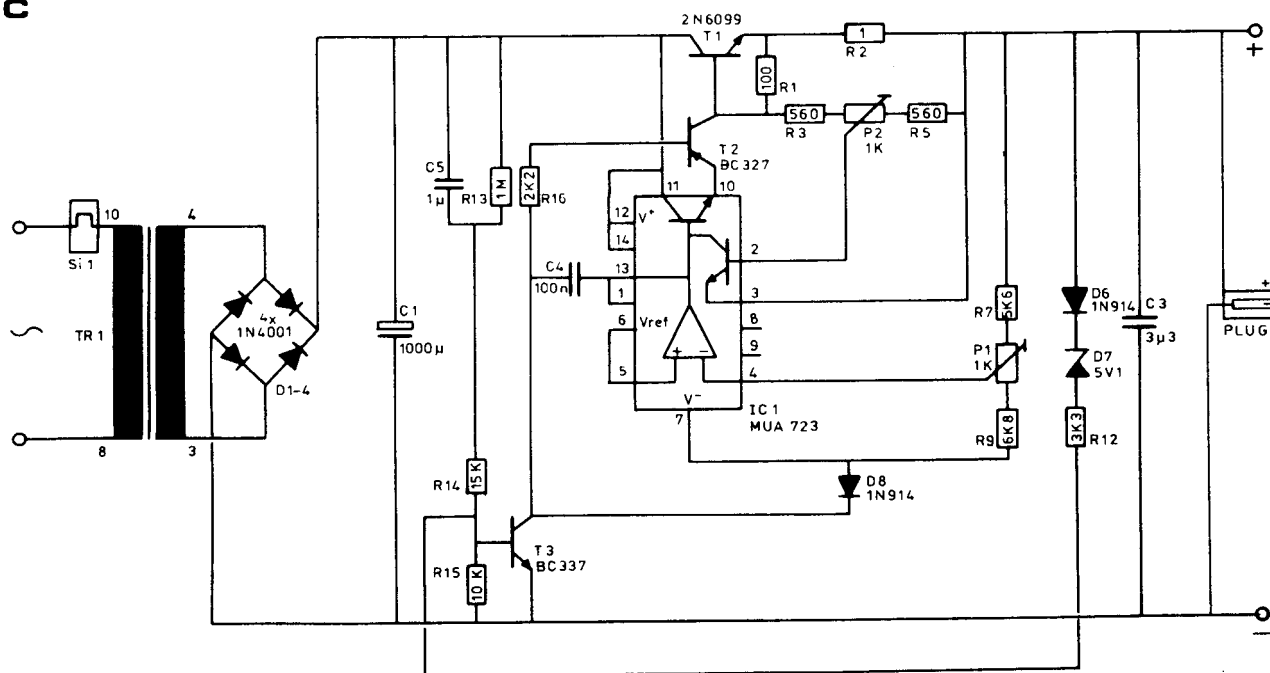 C
2N6099
T1
1
R2
+
100
R1
560
R3
P2
1K
560
R5
T2
BC327
C5
1µ
R13
1M
2K2
R16
11
10
12
V+
14
13
1
6
Vref
5
V-
7
2
3
8
9
4
+
-
IC1
MUA 723
C4
100n
10
4
Si1
TR1
8
3
4x
1N4001
D1-4
C1
1000µ
R7
5K6
P1
1K
R9
6K8
D6
1N914
D7
5V1
3K3
R12
C3
3µ3
+
-
PLUG
D8
1N914
R14
15K
R15
10K
T3
BC337
-